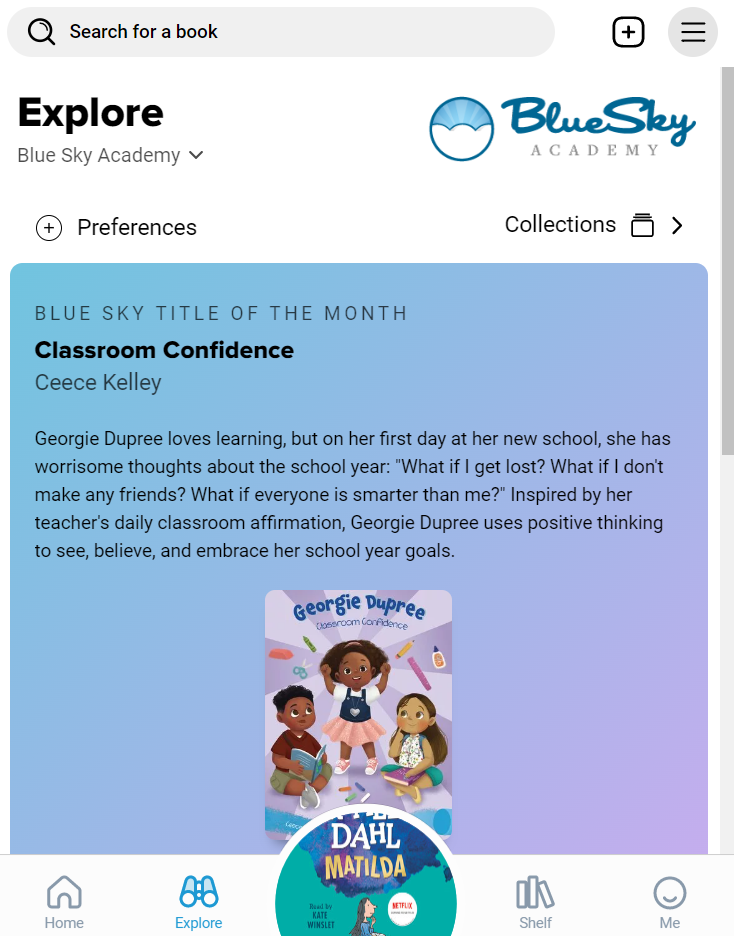 Search for a book
Explore
Blue Sky Academy
BlueSky
ACADEMY
Preferences
Collections
BLUE SKY TITLE OF THE MONTH
Classroom Confidence
Ceece Kelley
Georgie Dupree loves learning, but on her first day at her new school, she has
worrisome thoughts about the school year: "What if I get lost? What if I don't
make any friends? What if everyone is smarter than me?" Inspired by her
teacher's daily classroom affirmation, Georgie Dupree uses positive thinking
to see, believe, and embrace her school year goals.
Georgie Dupree
Classroom Confidence
DAHL
MATILDA
Read by
KATE
WINSLET
NETFLIX
Home
Explore
Shelf
Me